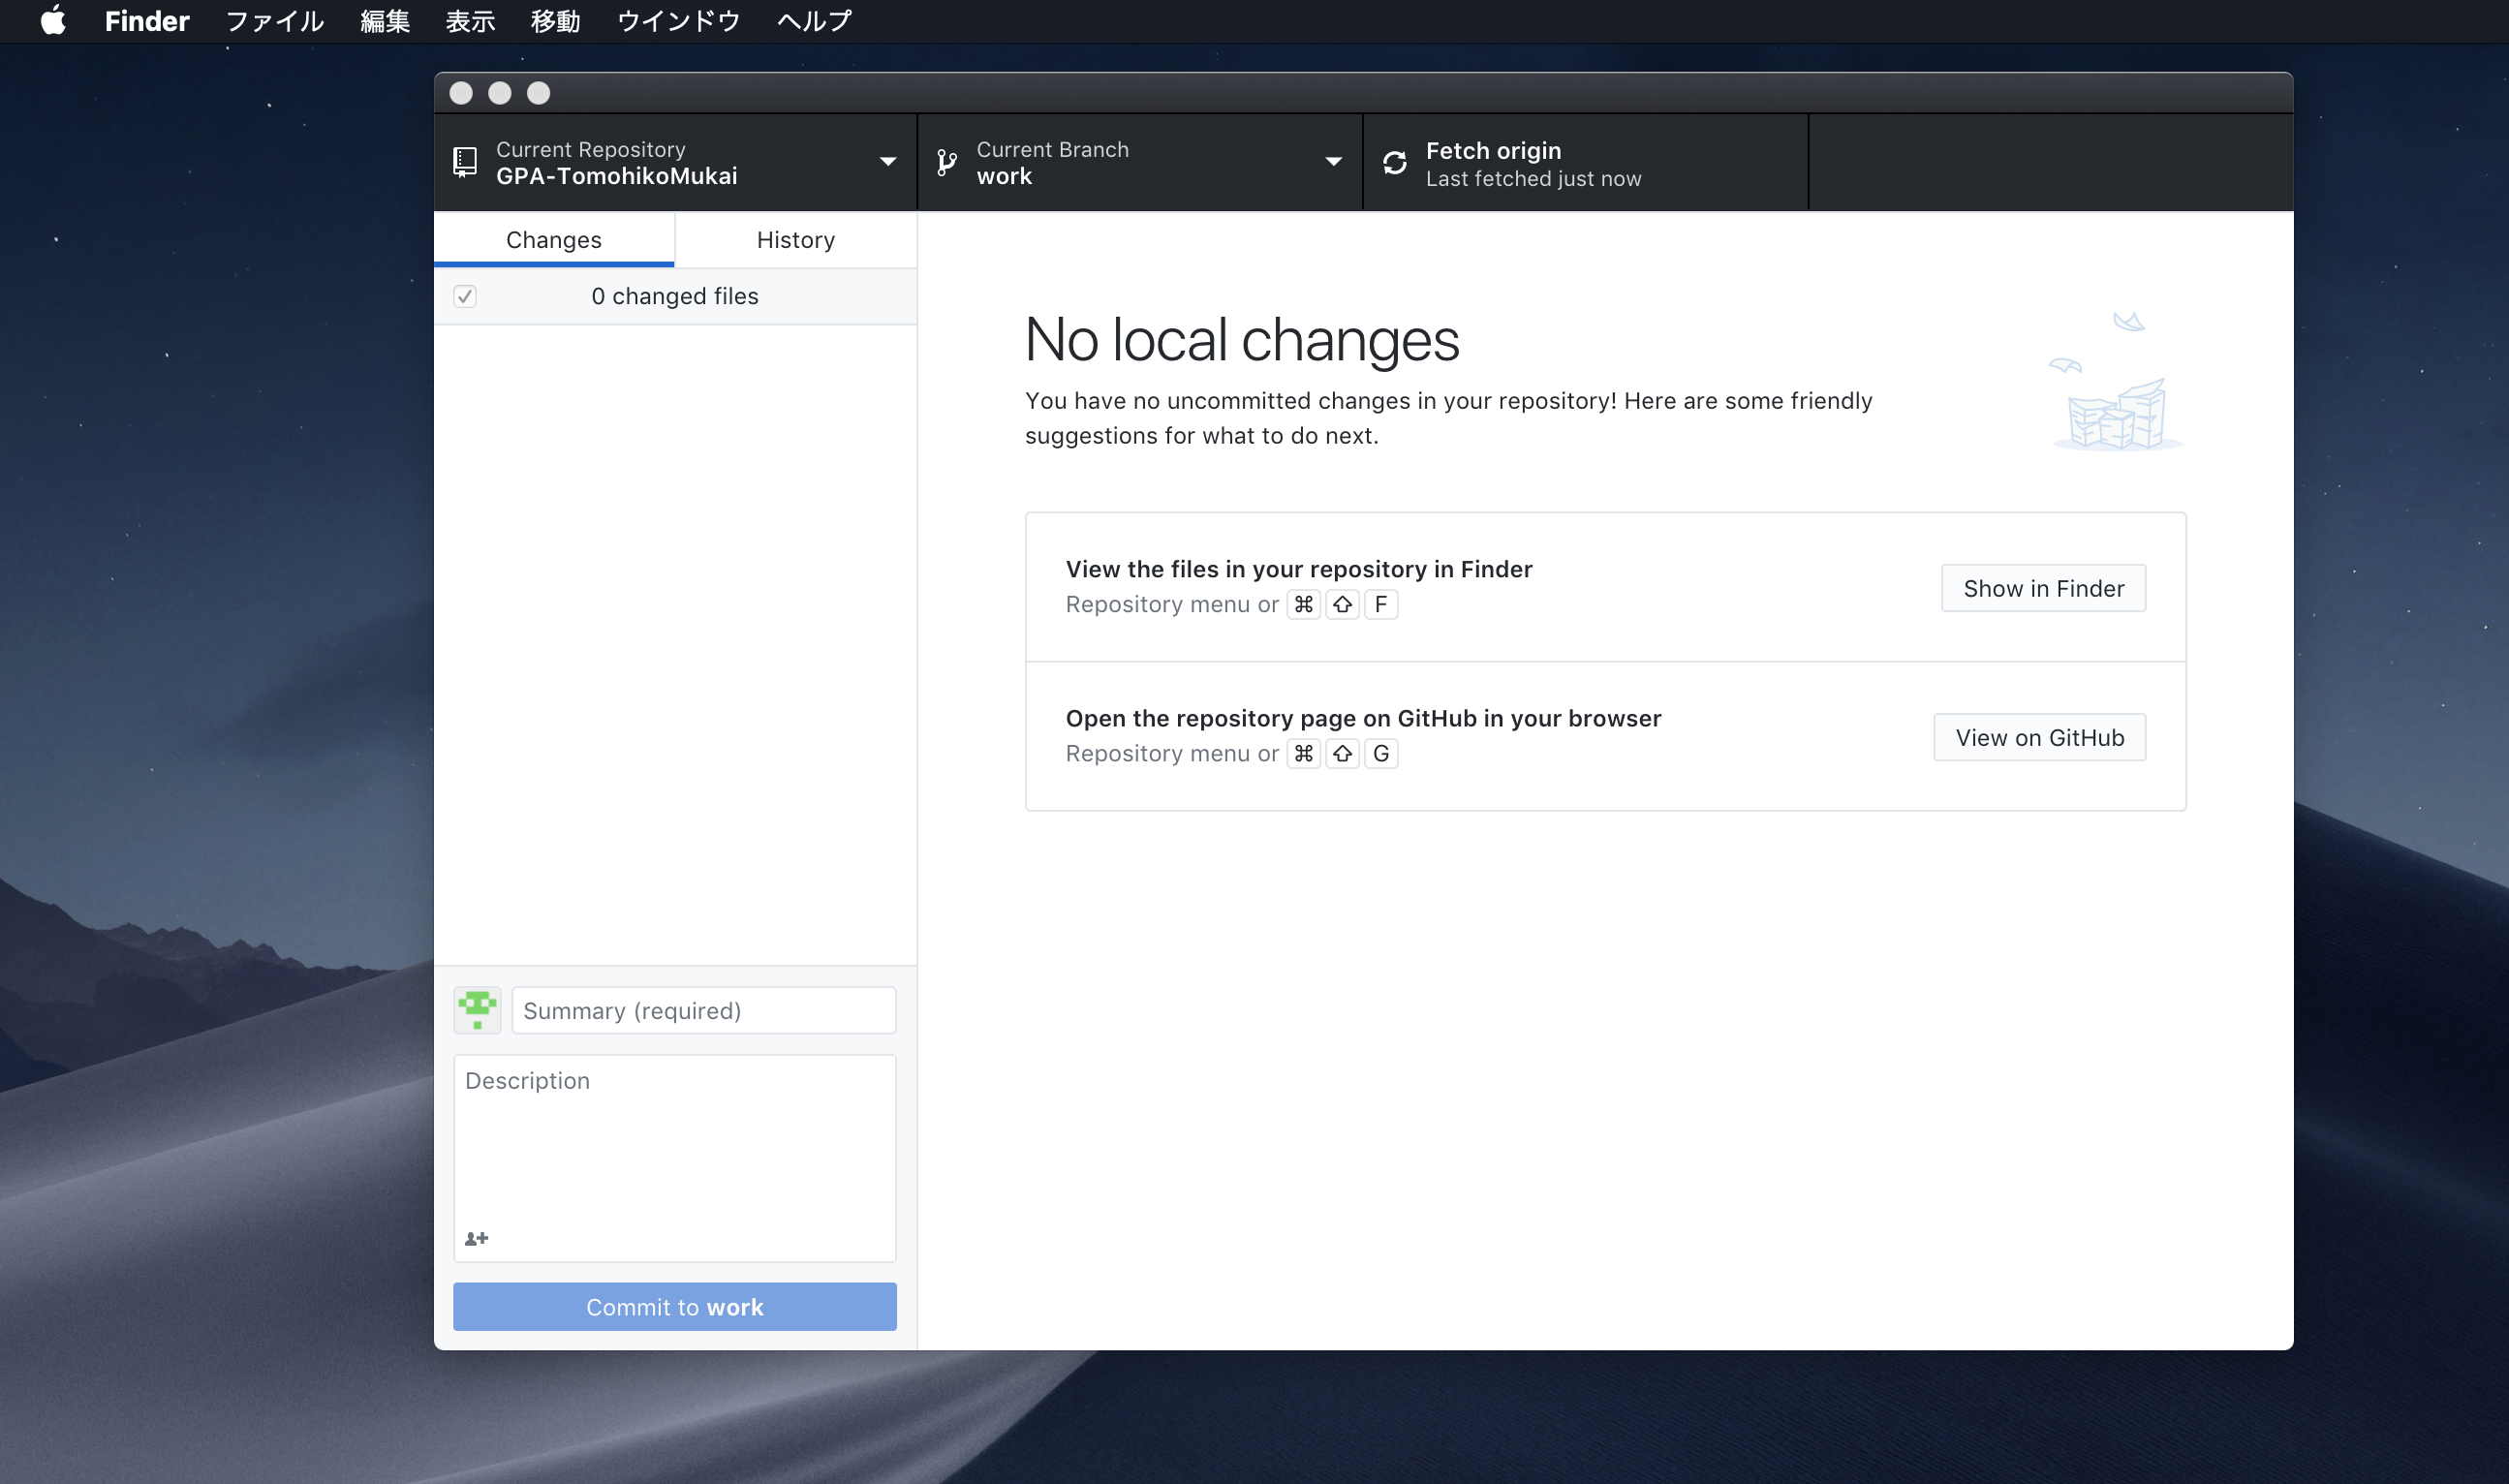 Finder ファイル 編集 表示 移動 ウインドウ ヘルプ
Current Repository
GPA-TomohikoMukai
Current Branch
work
Fetch origin
Last fetched just now
Changes
History
0 changed files
No local changes
You have no uncommitted changes in your repository! Here are some friendly
suggestions for what to do next.
View the files in your repository in Finder
Repository menu or ⌘ ⇧ F
Show in Finder
Open the repository page on GitHub in your browser
Repository menu or ⌘ ⇧ G
View on GitHub
Summary (required)
Description
Commit to work